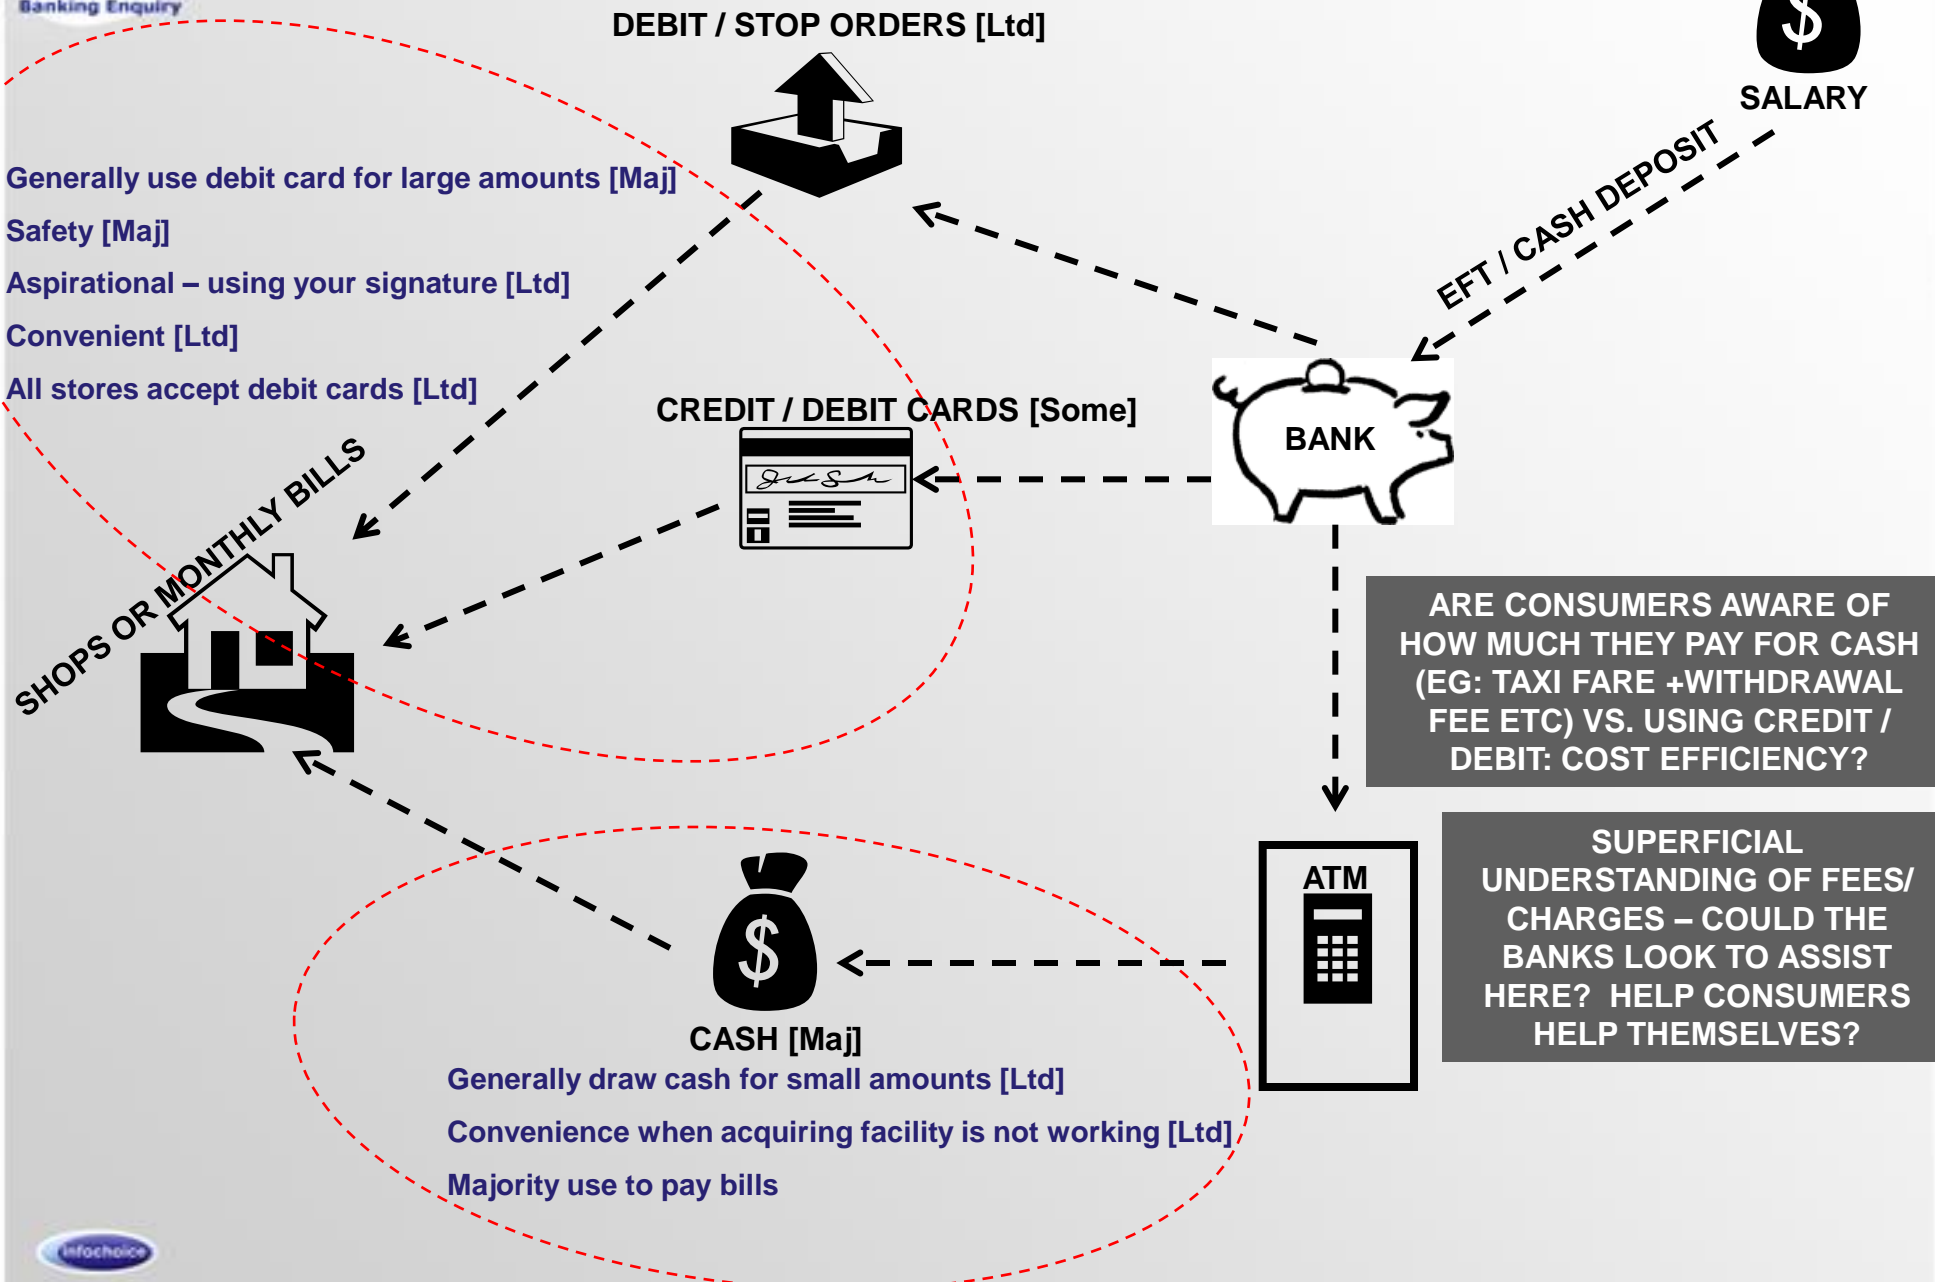 Banking Enquiry
DEBIT / STOP ORDERS [Ltd]
$
SALARY
EFT / CASH DEPOSIT
Generally use debit card for large amounts [Maj]
Safety [Maj]
Aspirational – using your signature [Ltd]
Convenient [Ltd]
All stores accept debit cards [Ltd]
CREDIT / DEBIT CARDS [Some]
BANK
SHOPS OR MONTHLY BILLS
ARE CONSUMERS AWARE OF
HOW MUCH THEY PAY FOR CASH
(EG: TAXI FARE +WITHDRAWAL
FEE ETC) VS. USING CREDIT /
DEBIT: COST EFFICIENCY?
SUPERFICIAL
UNDERSTANDING OF FEES/
CHARGES – COULD THE
BANKS LOOK TO ASSIST
HERE? HELP CONSUMERS
HELP THEMSELVES?
ATM
$
CASH [Maj]
Generally draw cash for small amounts [Ltd]
Convenience when acquiring facility is not working [Ltd]
Majority use to pay bills
infochoice